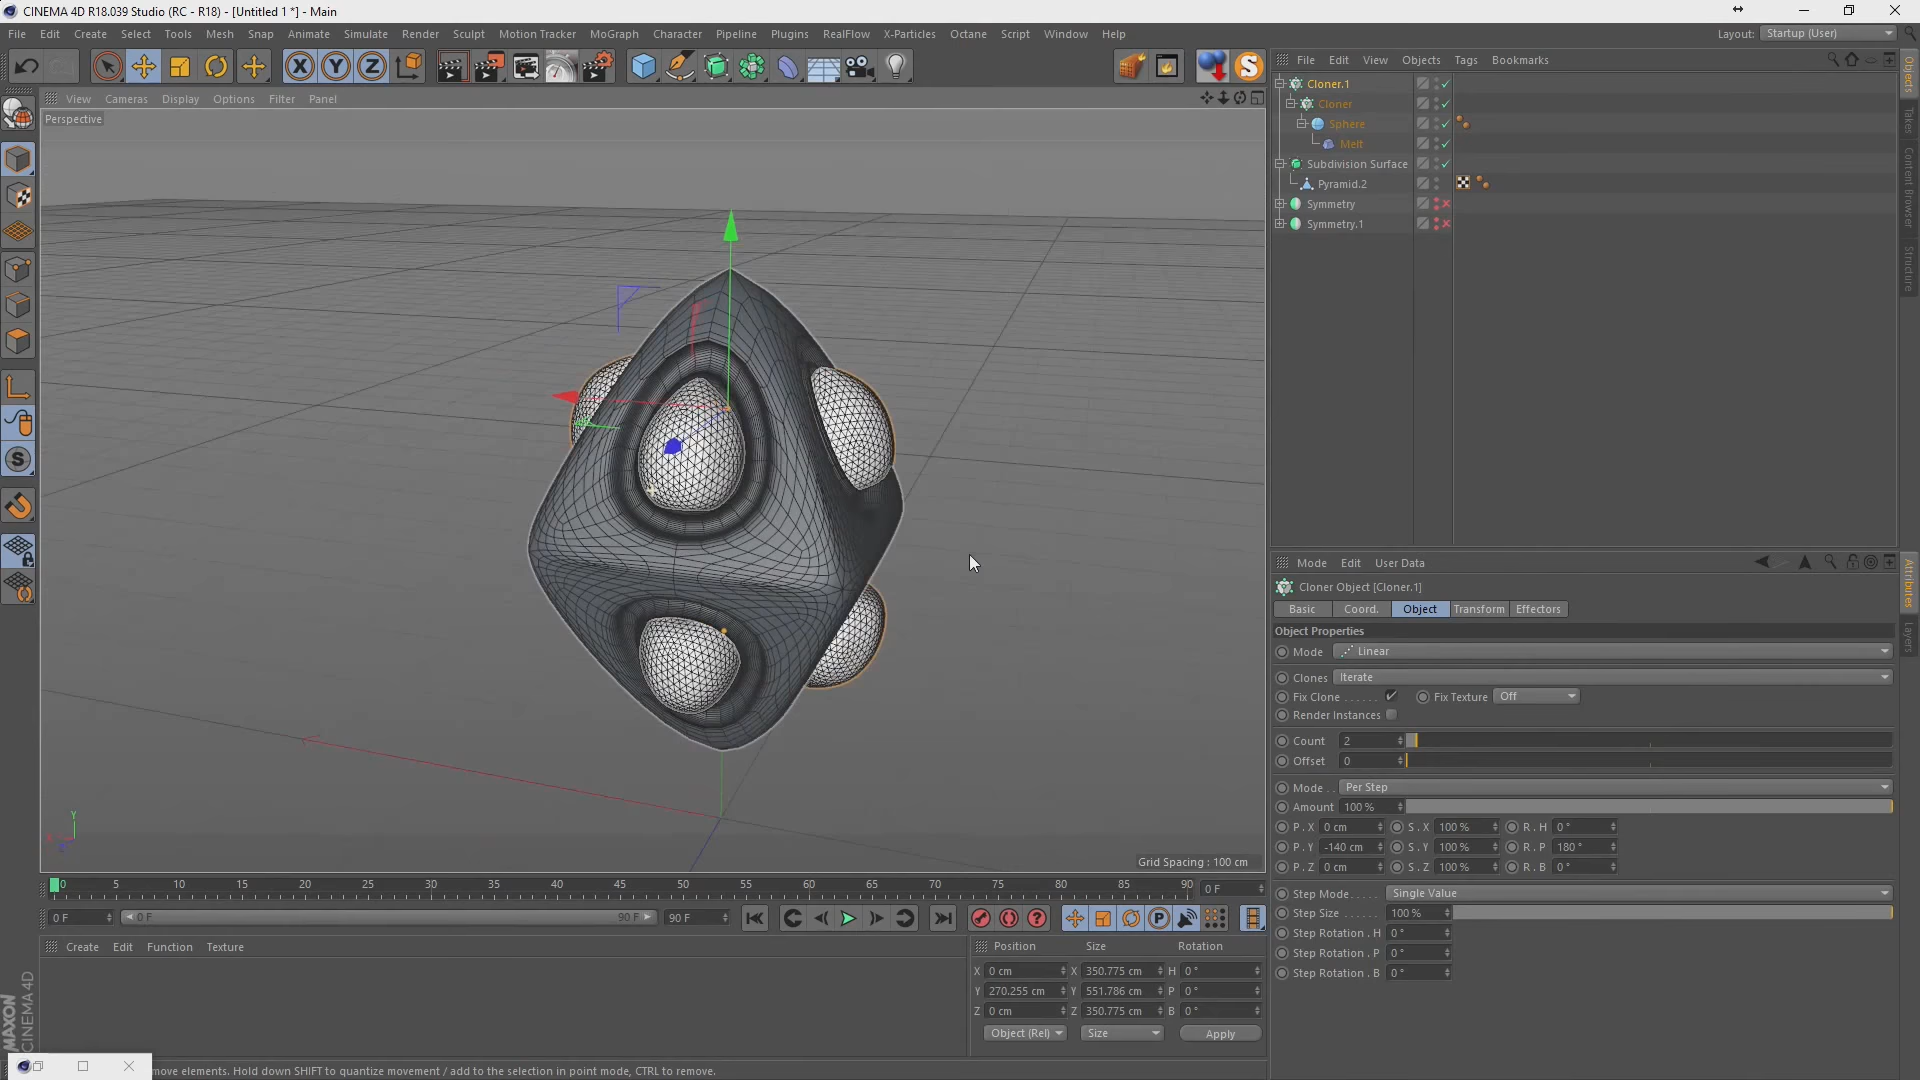 CINEMA 4D R18.039 Studio (RC - R18) - [Untitled 1 *] - Main
File Edit Create Select Tools Mesh Snap Animate Simulate Render Sculpt Motion Tracker MoGraph Character Pipeline Plugins RealFlow X-Particles Octane Script Window Help
Layout: Startup (User)
File Edit View Objects Tags Bookmarks
Cloner.1
Cloner
Sphere
Melt
Subdivision Surface
Pyramid.2
Symmetry
Symmetry.1
Objects
Takes
Content Browser
Structure
View Cameras Display Options Filter Panel
Perspective
Grid Spacing : 100 cm
Y
Mode Edit User Data
Attributes
Layers
Cloner Object [Cloner.1]
Basic Coord. Object Transform Effectors
Object Properties
Mode Linear
Clones Iterate
Fix Clone Fix Texture Off
Render Instances
Count 2
Offset 0
Mode Per Step
Amount 100 %
P . X 0 cm S . X 100 % R . H 0 °
P . Y -140 cm S . Y 100 % R . P 180 °
P . Z 0 cm S . Z 100 % R . B 0 °
Step Mode Single Value
Step Size 100 %
Step Rotation . H 0 °
Step Rotation . P 0 °
Step Rotation . B 0 °
0 5 10 15 20 25 30 35 40 45 50 55 60 65 70 75 80 85 90 0 F
0 F 0 F 90 F 90 F
Create Edit Function Texture
Position Size Rotation
X 0 cm X 350.775 cm H 0 °
Y 270.255 cm Y 551.786 cm P 0 °
Z 0 cm Z 350.775 cm B 0 °
Object (Rel) Size Apply
MAXON
CINEMA 4D
move elements. Hold down SHIFT to quantize movement / add to the selection in point mode, CTRL to remove.